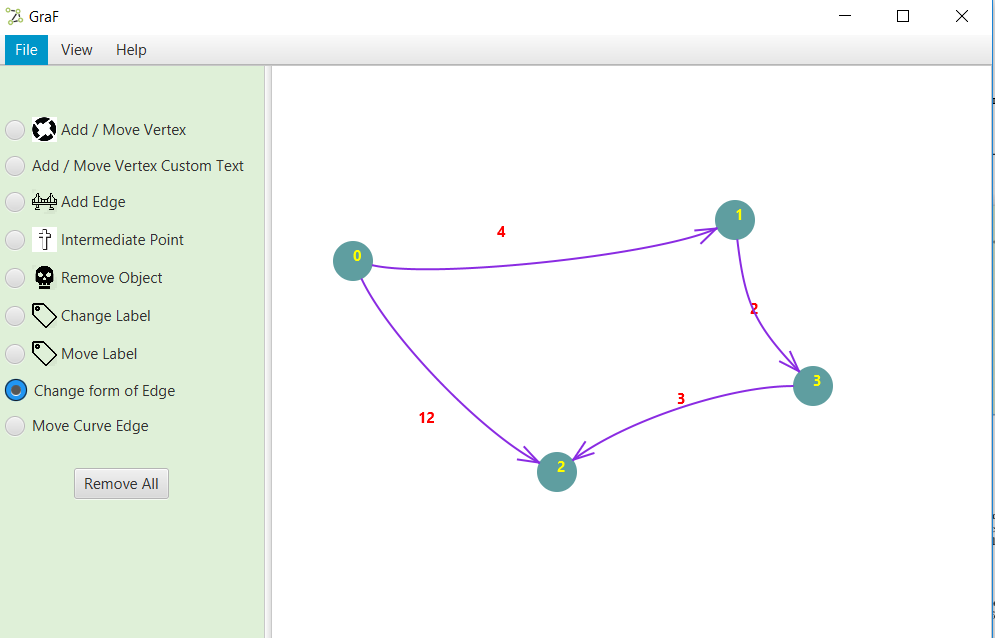 GraF
File View Help
Add / Move Vertex
Add / Move Vertex Custom Text
Add Edge
Intermediate Point
Remove Object
Change Label
Move Label
Change form of Edge
Move Curve Edge
Remove All
1
4
0
2
3
3
12
2